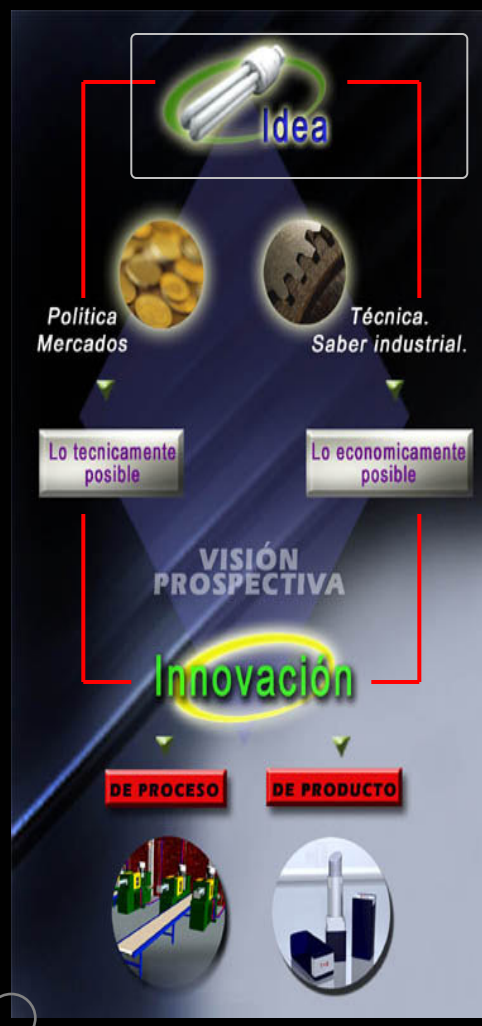 Idea
Politica
Mercados
Técnica.
Saber industrial.
Lo tecnicamente
posible
Lo economicamente
posible
VISIÓN
PROSPECTIVA
Innovación
DE PROCESO
DE PRODUCTO